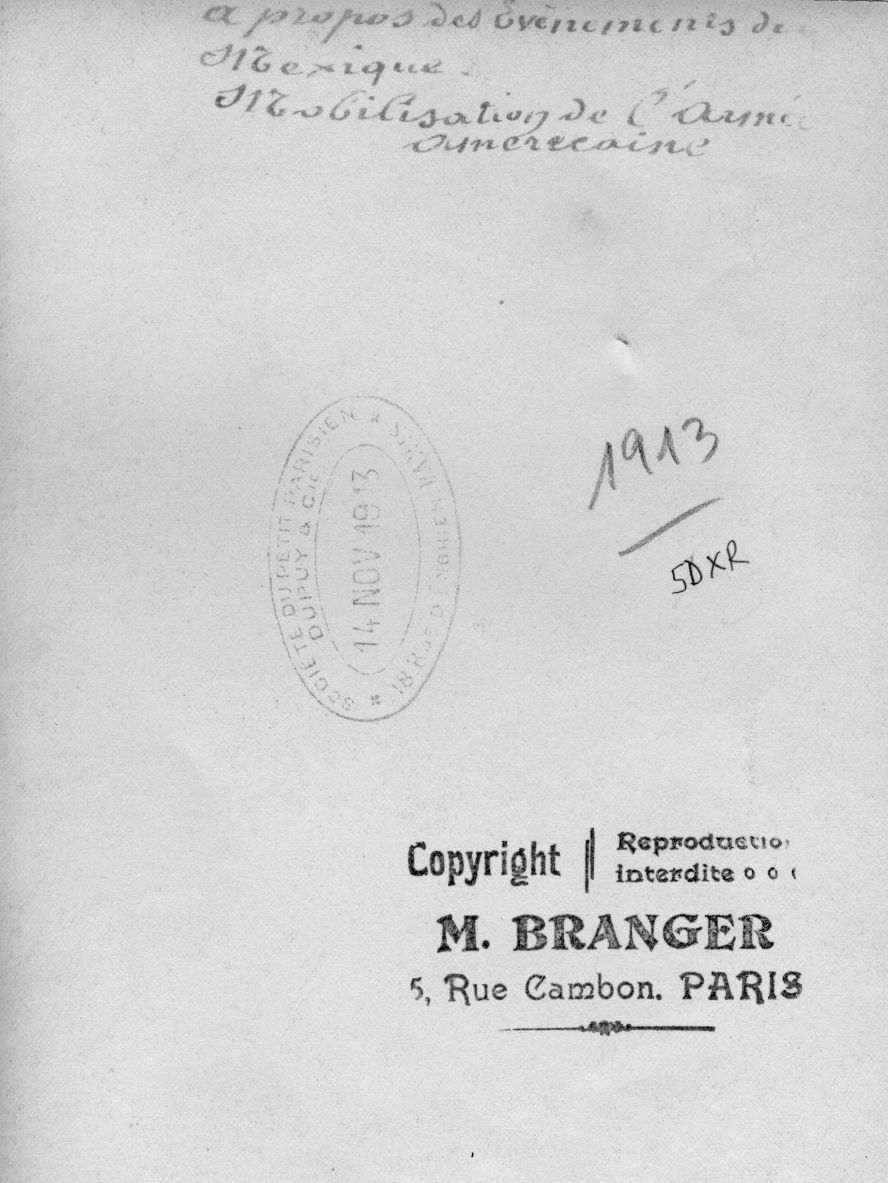 a propos des Evènements de
Mexique.
Mobilisation de l'Armée
américaine
1913
5DXR
SOCIÉTÉ DU PETIT PARISIEN
DUPUY & CIE
14 NOV 1913
18 RUE D'ENGHIEN PARIS
Copyright
Reproduction
interdite o o
M. BRANGER
5, Rue Cambon. PARIS